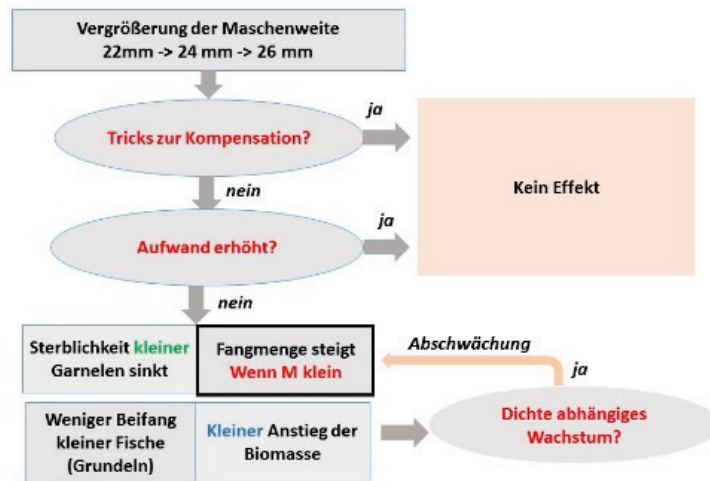 Vergrößerung der Maschenweite
22mm -> 24 mm -> 26 mm
Tricks zur Kompensation?
ja
Kein Effekt
nein
Aufwand erhöht?
ja
nein
Sterblichkeit kleiner
Garnelen sinkt
Fangmenge steigt
Wenn M klein
Abschwächung
ja
Weniger Beifang
kleiner Fische
(Grundeln)
Kleiner Anstieg der
Biomasse
Dichte abhängiges
Wachstum?